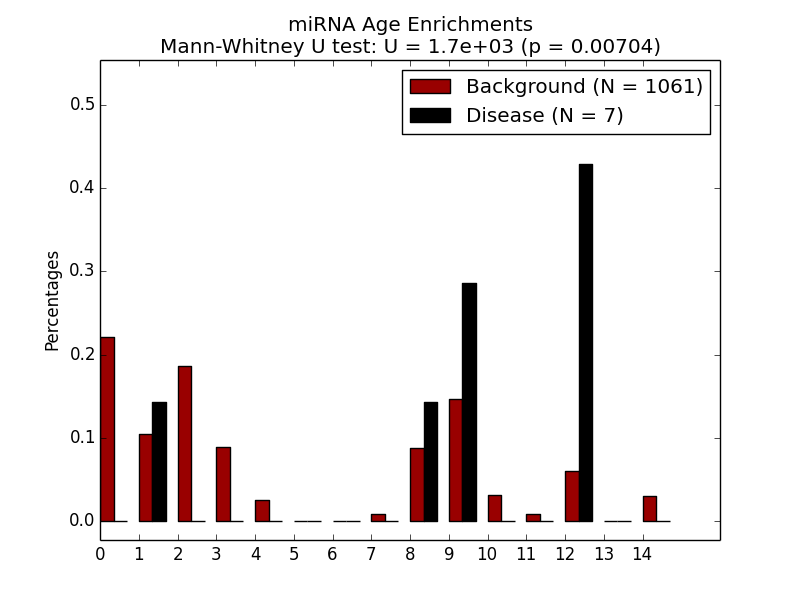 miRNA Age Enrichments
Mann-Whitney U test: U = 1.7e+03 (p = 0.00704)
Background (N = 1061)
Disease (N = 7)
Percentages
0.5
0.4
0.3
0.2
0.1
0.0
0 1 2 3 4 5 6 7 8 9 10 11 12 13 14